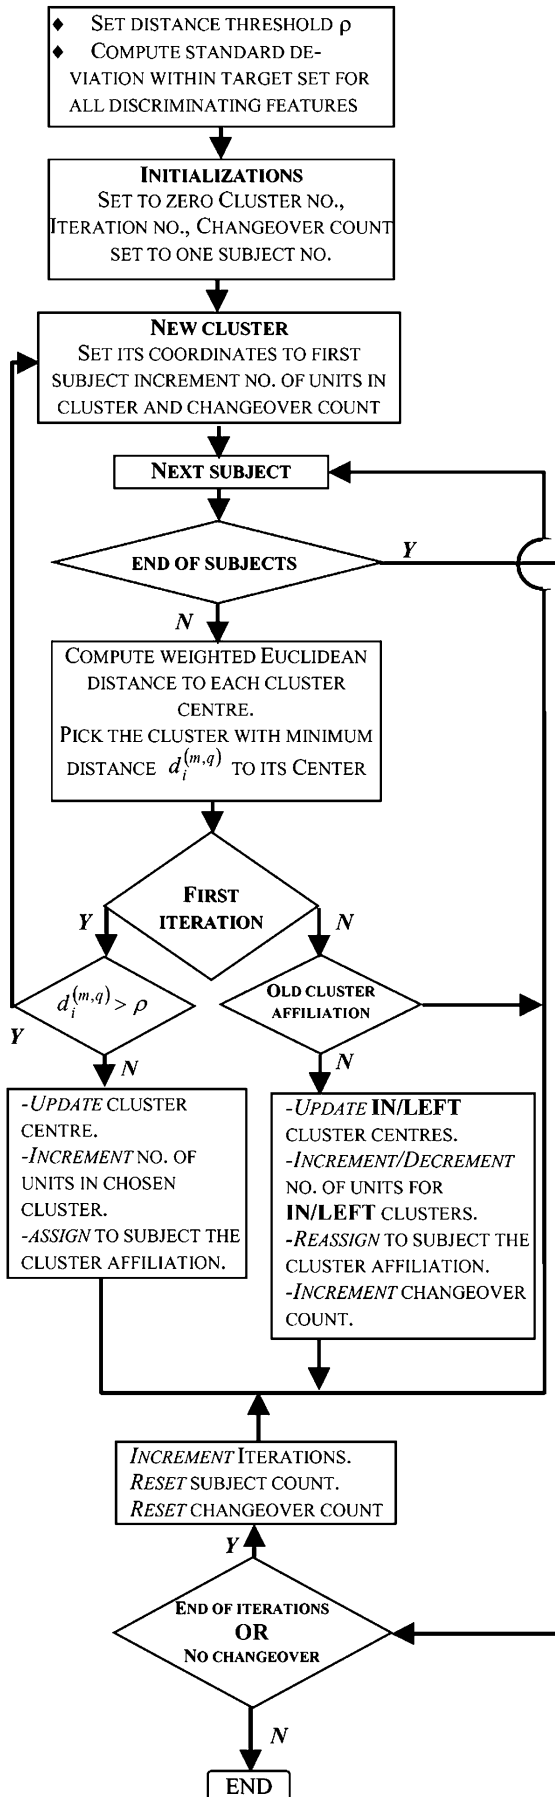 ♦ SET DISTANCE THRESHOLD ρ
♦ COMPUTE STANDARD DE-
VIATION WITHIN TARGET SET FOR
ALL DISCRIMINATING FEATURES
INITIALIZATIONS
SET TO ZERO CLUSTER NO.,
ITERATION NO., CHANGEOVER COUNT
SET TO ONE SUBJECT NO.
NEW CLUSTER
SET ITS COORDINATES TO FIRST
SUBJECT INCREMENT NO. OF UNITS IN
CLUSTER AND CHANGEOVER COUNT
NEXT SUBJECT
END OF SUBJECTS
Y
N
COMPUTE WEIGHTED EUCLIDEAN
DISTANCE TO EACH CLUSTER
CENTRE.
PICK THE CLUSTER WITH MINIMUM
DISTANCE d_i^(m,q) TO ITS CENTER
FIRST
ITERATION
Y
N
d_i^(m,q) > ρ
Y
N
OLD CLUSTER
AFFILIATION
N
-UPDATE CLUSTER
CENTRE.
-INCREMENT NO. OF
UNITS IN CHOSEN
CLUSTER.
-ASSIGN TO SUBJECT THE
CLUSTER AFFILIATION.
-UPDATE IN/LEFT
CLUSTER CENTRES.
-INCREMENT/DECREMENT
NO. OF UNITS FOR
IN/LEFT CLUSTERS.
-REASSIGN TO SUBJECT THE
CLUSTER AFFILIATION.
-INCREMENT CHANGEOVER
COUNT.
INCREMENT ITERATIONS.
RESET SUBJECT COUNT.
RESET CHANGEOVER COUNT
Y
END OF ITERATIONS
OR
NO CHANGEOVER
N
END